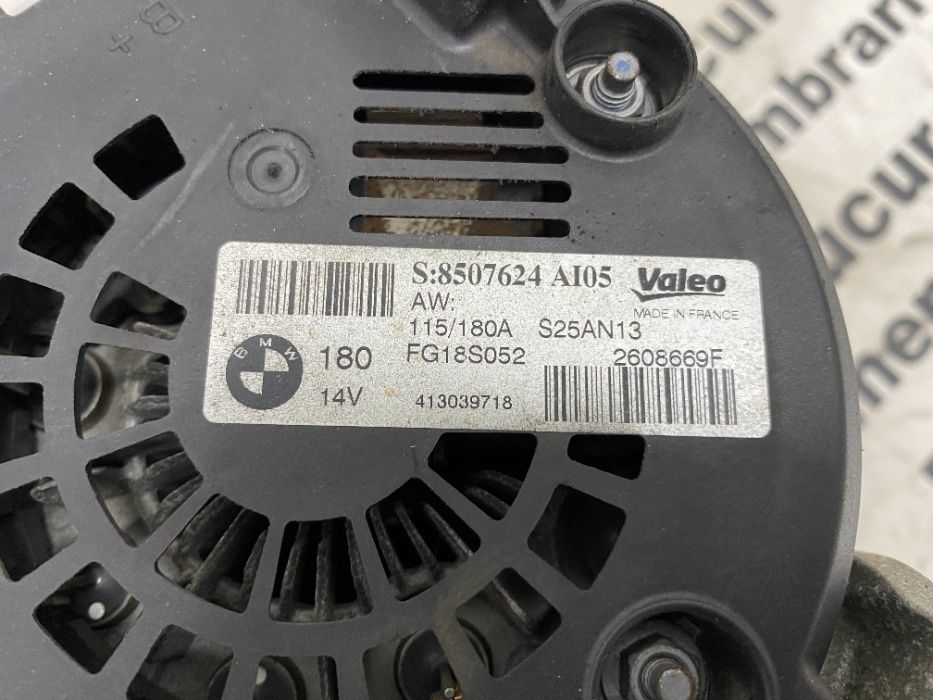 B+
S:8507624 AI05
Valeo
AW:
MADE IN FRANCE
115/180A S25AN13
BMW
180
FG18S052
2608669F
14V
413039718